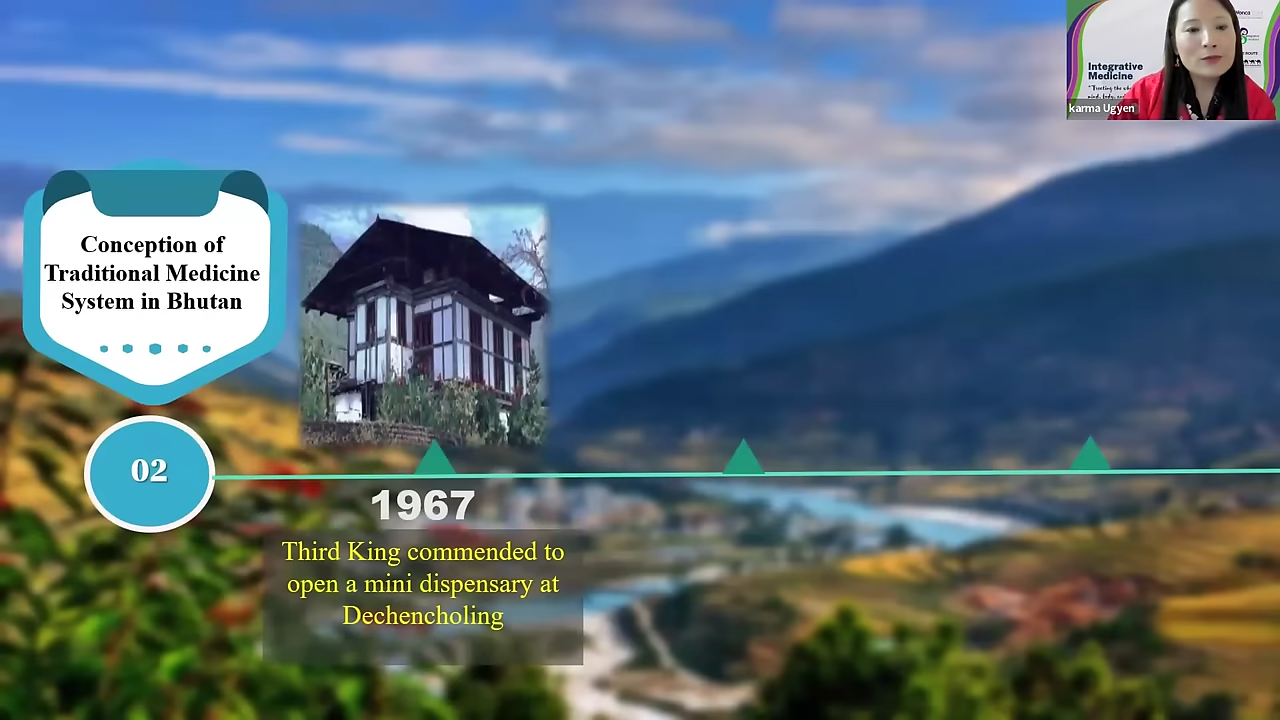 Conception of
Traditional Medicine
System in Bhutan
02
1967
Third King commended to
open a mini dispensary at
Dechencholing
Integrative
Medicine
karma Ugyen